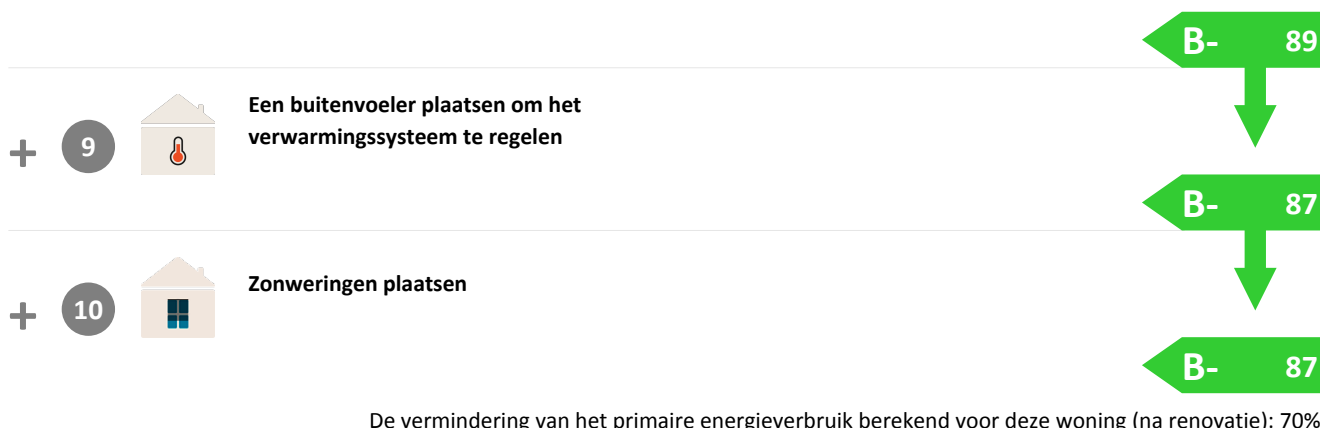 B- 89
+ 9 Een buitenvoeler plaatsen om het
verwarmingssysteem te regelen
B- 87
+ 10 Zonweringen plaatsen
B- 87
De vermindering van het primaire energieverbruik berekend voor deze woning (na renovatie): 70%